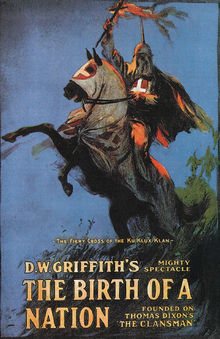 "THE FIERY CROSS OF THE KU KLUX KLAN"
D.W. GRIFFITH'S MIGHTY SPECTACLE
THE BIRTH OF A
NATION
FOUNDED ON
THOMAS DIXON'S
"THE CLANSMAN"